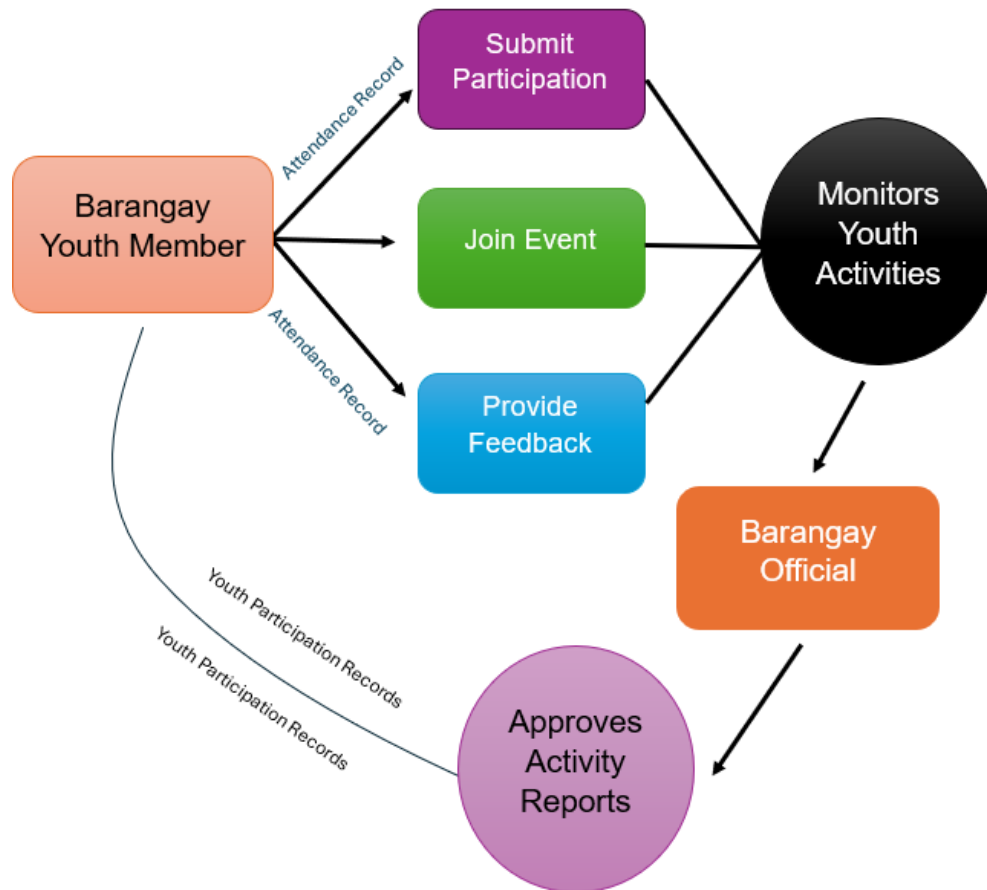 Submit
Participation
Attendance Record
Barangay
Youth Member
Join Event
Monitors
Youth
Activities
Attendance Record
Provide
Feedback
Barangay
Official
Youth Participation Records
Youth Participation Records
Approves
Activity
Reports